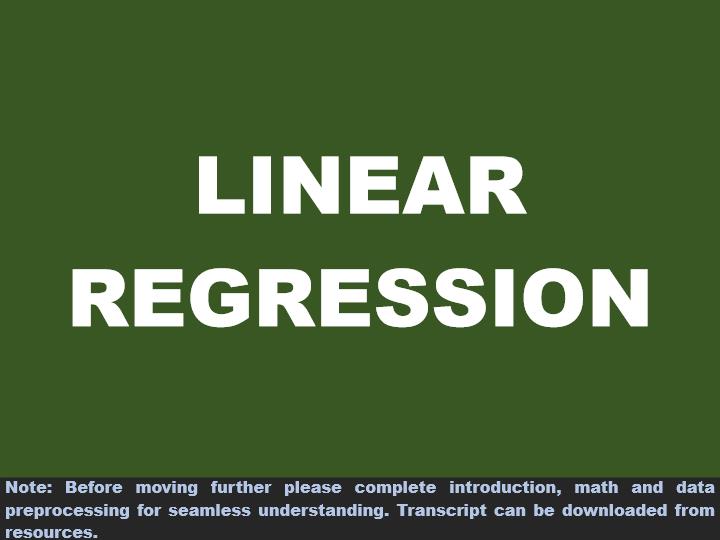 LINEAR
REGRESSION
Note: Before moving further please complete introduction, math and data
preprocessing for seamless understanding. Transcript can be downloaded from
resources.